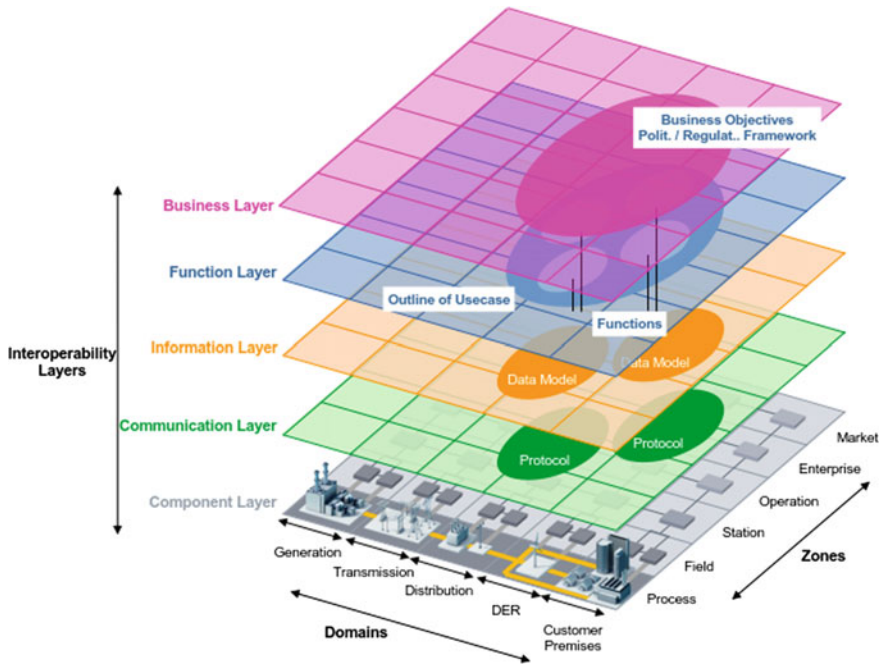 Business Objectives
Polit. / Regulat.. Framework
Business Layer
Function Layer
Outline of Usecase
Functions
Interoperability
Layers
Information Layer
Data Model
Data Model
Communication Layer
Protocol
Protocol
Component Layer
Market
Enterprise
Operation
Station
Field
Process
Zones
Generation
Transmission
Distribution
DER
Customer
Premises
Domains